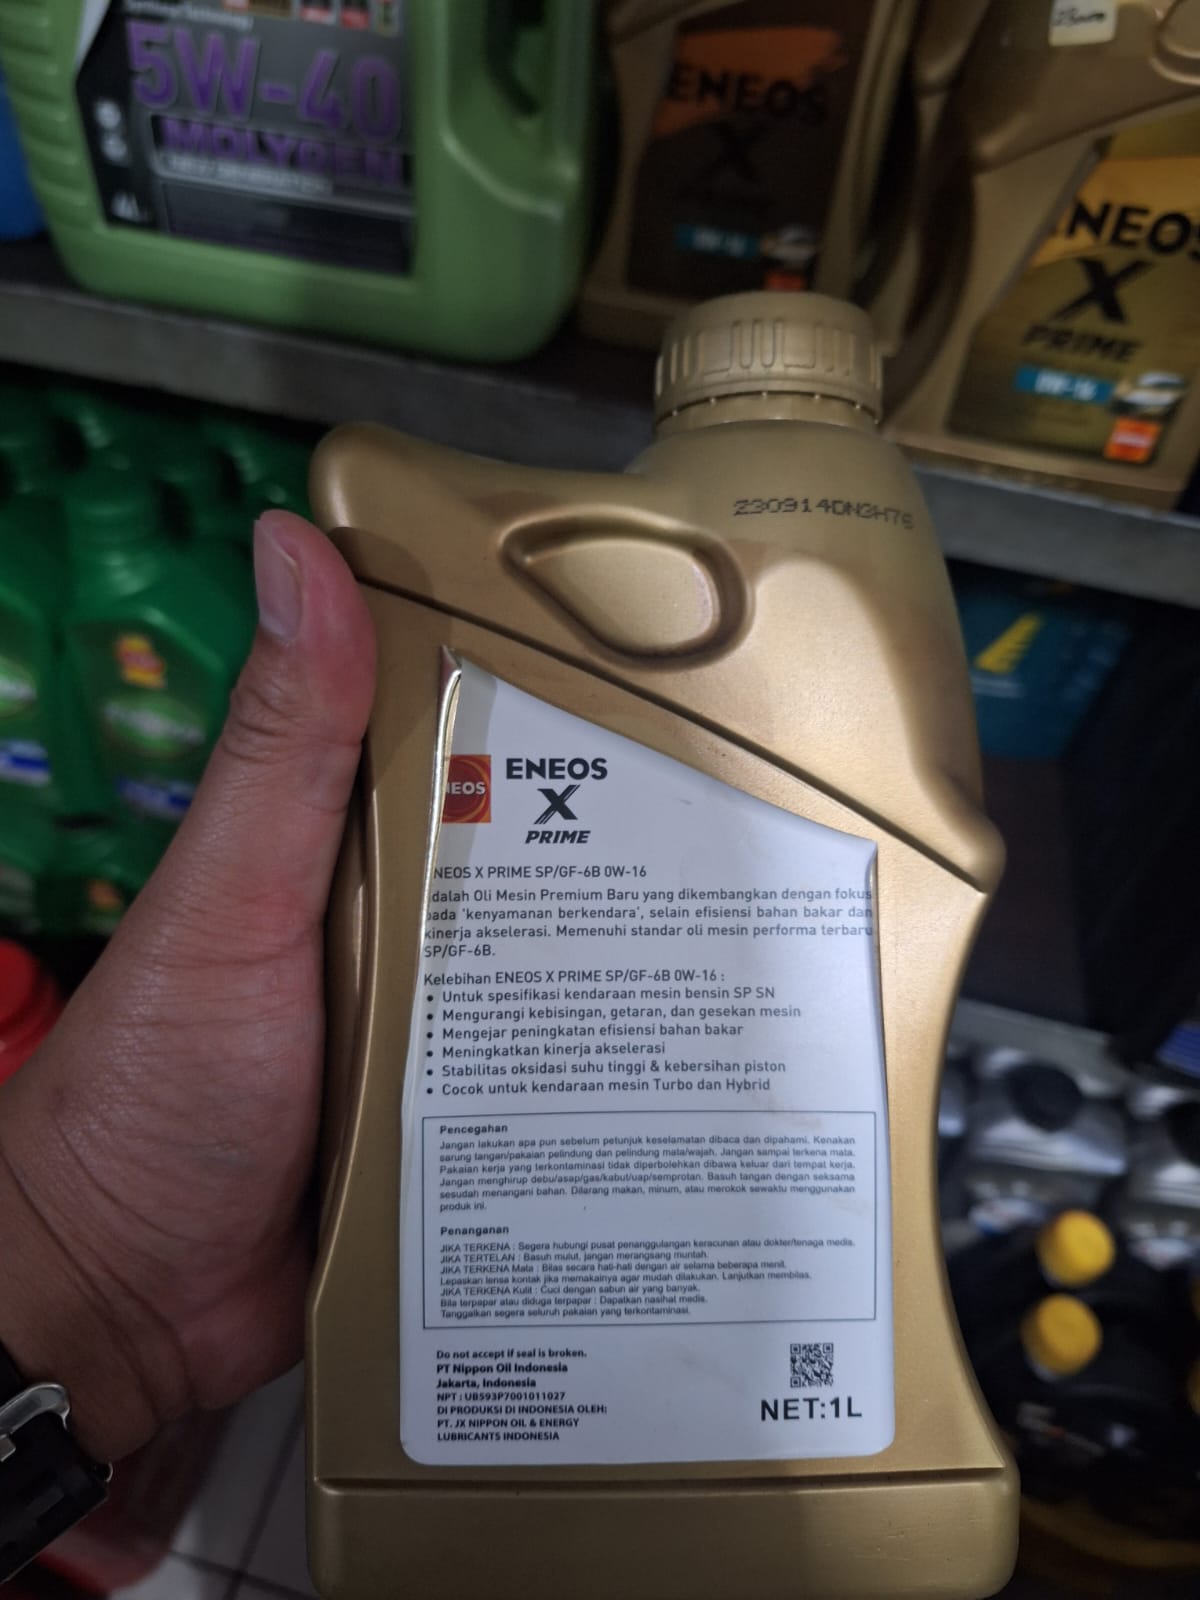 5W-40
MOLYGEN
4L
ENEOS
X
0W-16
ENEOS
X
PRIME
0W-16
230914DN3H76
NEOS
ENEOS
X
PRIME
NEOS X PRIME SP/GF-6B 0W-16
dalah Oli Mesin Premium Baru yang dikembangkan dengan fokus
pada 'kenyamanan berkendara', selain efisiensi bahan bakar dan
kinerja akselerasi. Memenuhi standar oli mesin performa terbaru
SP/GF-6B.
Kelebihan ENEOS X PRIME SP/GF-6B 0W-16 :
• Untuk spesifikasi kendaraan mesin bensin SP SN
• Mengurangi kebisingan, getaran, dan gesekan mesin
• Mengejar peningkatan efisiensi bahan bakar
• Meningkatkan kinerja akselerasi
• Stabilitas oksidasi suhu tinggi & kebersihan piston
• Cocok untuk kendaraan mesin Turbo dan Hybrid
Pencegahan
Jangan lakukan apa pun sebelum petunjuk keselamatan dibaca dan dipahami. Kenakan
sarung tangan/pakaian pelindung dan pelindung mata/wajah. Jangan sampai terkena mata.
Pakaian kerja yang terkontaminasi tidak diperbolehkan dibawa keluar dari tempat kerja.
Jangan menghirup debu/asap/gas/kabut/uap/semprotan. Basuh tangan dengan seksama
sesudah menangani bahan. Dilarang makan, minum, atau merokok sewaktu menggunakan
produk ini.
Penanganan
JIKA TERKENA : Segera hubungi pusat penanggulangan keracunan atau dokter/tenaga medis.
JIKA TERTELAN : Basuh mulut, jangan merangsang muntah.
JIKA TERKENA Mata : Bilas secara hati-hati dengan air selama beberapa menit.
Lepaskan lensa kontak jika memakainya agar mudah dilakukan. Lanjutkan membilas.
JIKA TERKENA Kulit : Cuci dengan sabun air yang banyak.
Bila terpapar atau diduga terpapar : Dapatkan nasihat medis.
Tanggalkan segera seluruh pakaian yang terkontaminasi.
Do not accept if seal is broken.
PT Nippon Oil Indonesia
Jakarta, Indonesia
NPT : UB593P7001011027
DI PRODUKSI DI INDONESIA OLEH:
PT. JX NIPPON OIL & ENERGY
LUBRICANTS INDONESIA
NET:1L